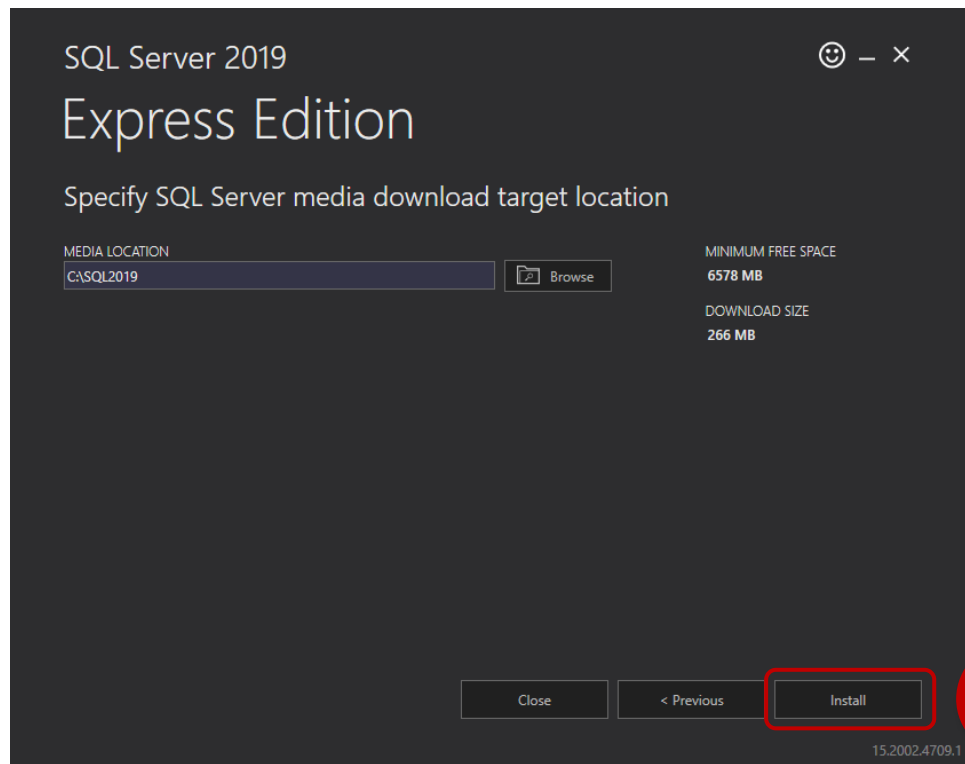 SQL Server 2019
Express Edition
Specify SQL Server media download target location
MEDIA LOCATION
C:\SQL2019
Browse
MINIMUM FREE SPACE
6578 MB
DOWNLOAD SIZE
266 MB
Close
< Previous
Install
15.2002.4709.1